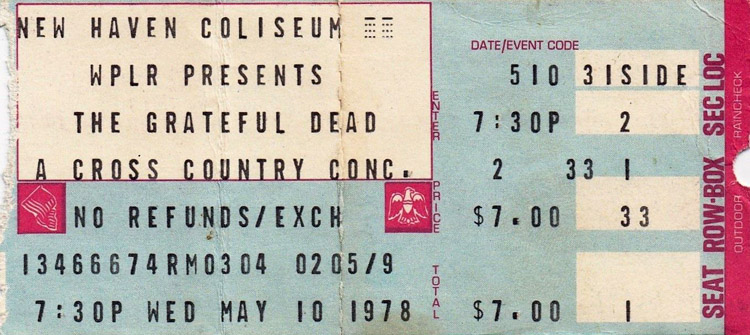 NEW HAVEN COLISEUM
WPLR PRESENTS
THE GRATEFUL DEAD
A CROSS COUNTRY CONC.
NO REFUNDS/EXCH
13466674RM0304 0205/9
7:30P WED MAY 10 1978
ENTER
PRICE
TOTAL
DATE/EVENT CODE
510 31SIDE
7:30P 2
2 33 1
$7.00 33
$7.00 1
SEAT ROW-BOX SEC LOC
OUTDOOR RAINCHECK